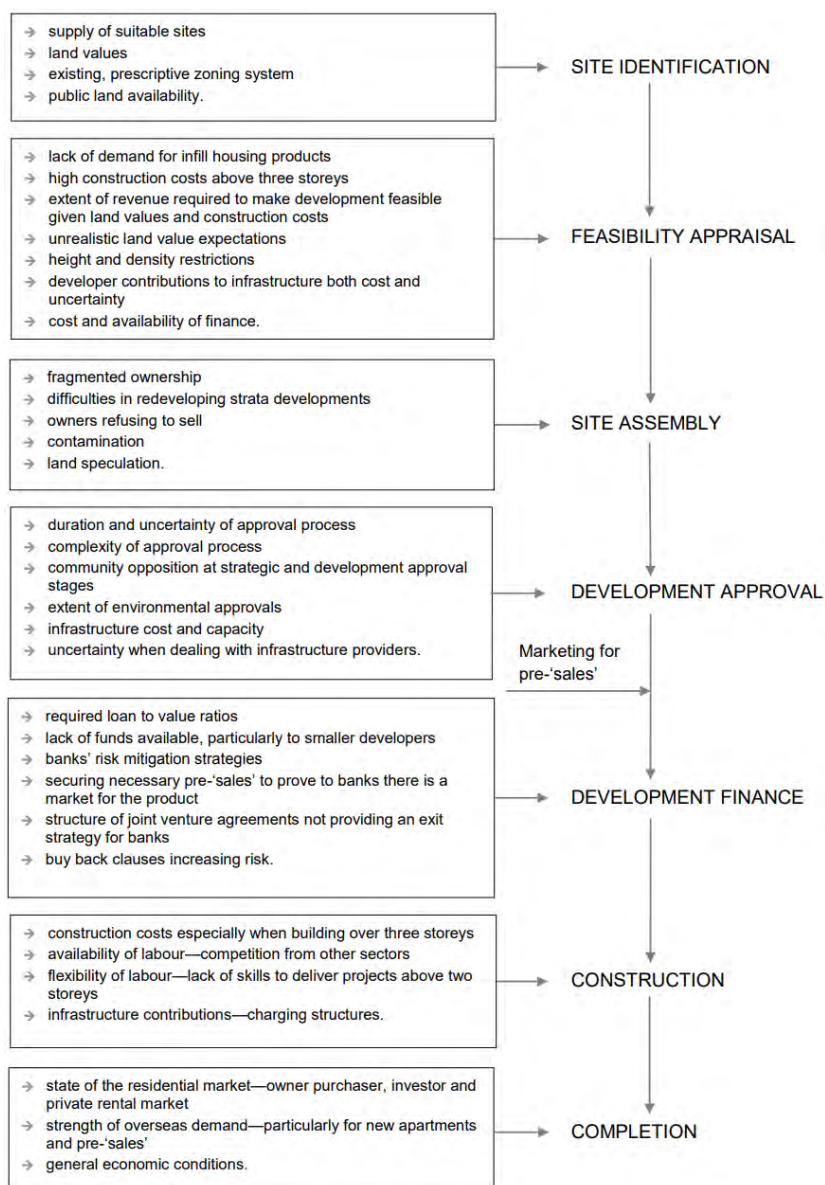 → supply of suitable sites
→ land values
→ existing, prescriptive zoning system
→ public land availability.
SITE IDENTIFICATION
→ lack of demand for infill housing products
→ high construction costs above three storeys
→ extent of revenue required to make development feasible
given land values and construction costs
→ unrealistic land value expectations
→ height and density restrictions
→ developer contributions to infrastructure both cost and
uncertainty
→ cost and availability of finance.
FEASIBILITY APPRAISAL
→ fragmented ownership
→ difficulties in redeveloping strata developments
→ owners refusing to sell
→ contamination
→ land speculation.
SITE ASSEMBLY
→ duration and uncertainty of approval process
→ complexity of approval process
→ community opposition at strategic and development approval
stages
→ extent of environmental approvals
→ infrastructure cost and capacity
→ uncertainty when dealing with infrastructure providers.
DEVELOPMENT APPROVAL
Marketing for
pre-‘sales’
→ required loan to value ratios
→ lack of funds available, particularly to smaller developers
→ banks’ risk mitigation strategies
→ securing necessary pre-‘sales’ to prove to banks there is a
market for the product
→ structure of joint venture agreements not providing an exit
strategy for banks
→ buy back clauses increasing risk.
DEVELOPMENT FINANCE
→ construction costs especially when building over three storeys
→ availability of labour—competition from other sectors
→ flexibility of labour—lack of skills to deliver projects above two
storeys
→ infrastructure contributions—charging structures.
CONSTRUCTION
→ state of the residential market—owner purchaser, investor and
private rental market
→ strength of overseas demand—particularly for new apartments
and pre-‘sales’
→ general economic conditions.
COMPLETION